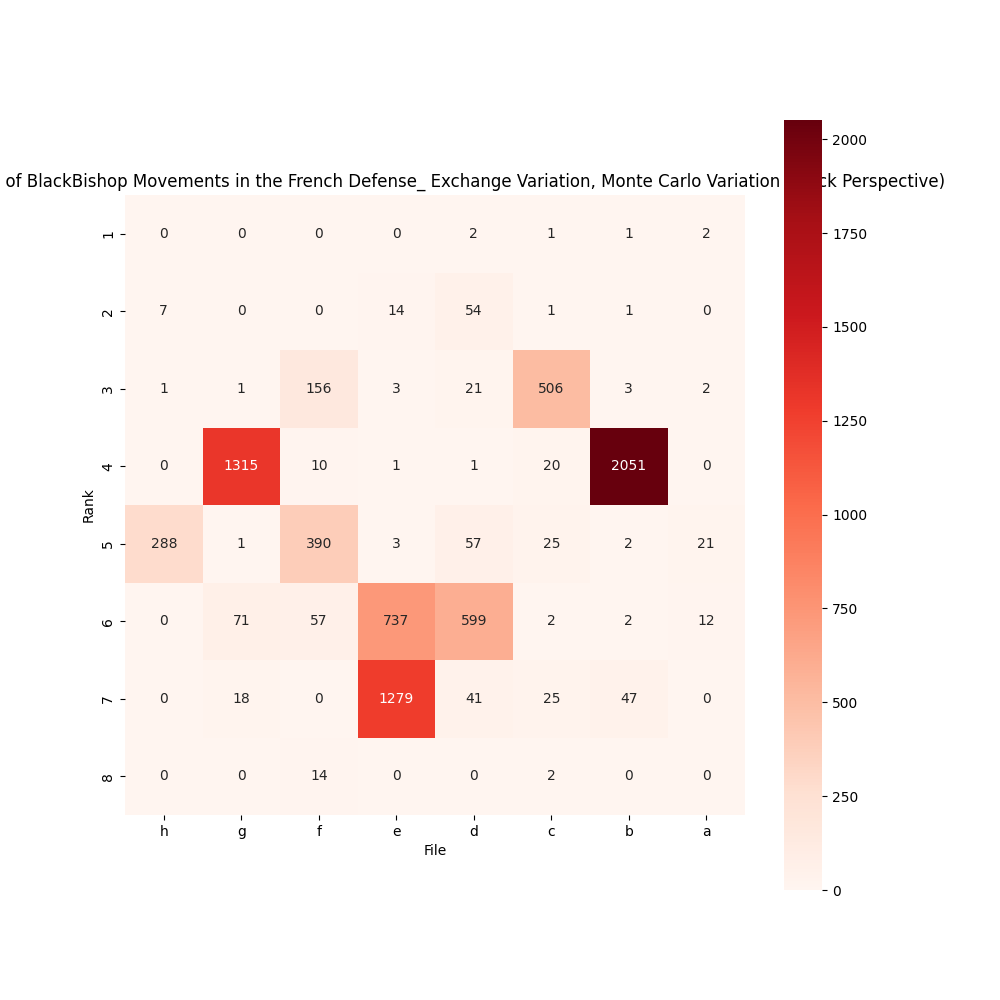 2000
of BlackBishop Movements in the French Defense_ Exchange Variation, Monte Carlo Variation ck Perspective)
1750
1 0 0 0 0 2 1 1 2
1500
2 7 0 0 14 54 1 1 0
1250
3 1 1 156 3 21 506 3 2
4 0 1315 10 1 1 20 2051 0
1000
Rank
5 288 1 390 3 57 25 2 21
750
6 0 71 57 737 599 2 2 12
500
7 0 18 0 1279 41 25 47 0
250
8 0 0 14 0 0 2 0 0
h g f e d c b a
File
0